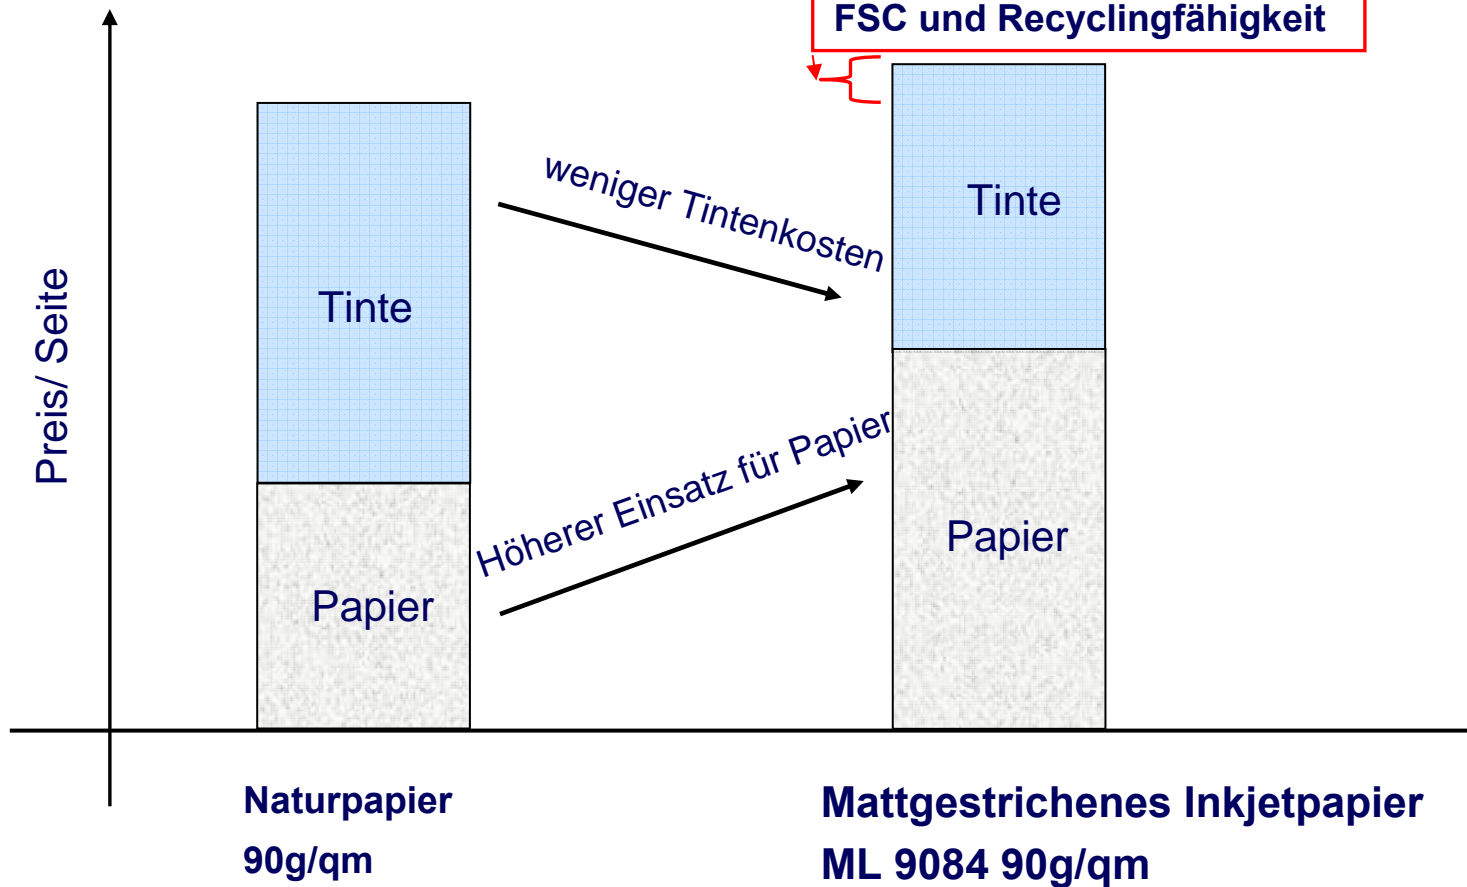 FSC und Recyclingfähigkeit
Preis/ Seite
Tinte
Papier
weniger Tintenkosten
Höherer Einsatz für Papier
Tinte
Papier
Naturpapier
90g/qm
Mattgestrichenes Inkjetpapier
ML 9084 90g/qm